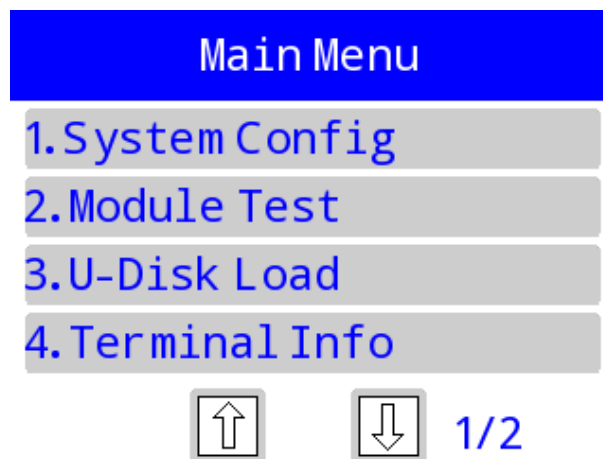 Main Menu
1.System Config
2.Module Test
3.U-Disk Load
4.Terminal Info
1/2